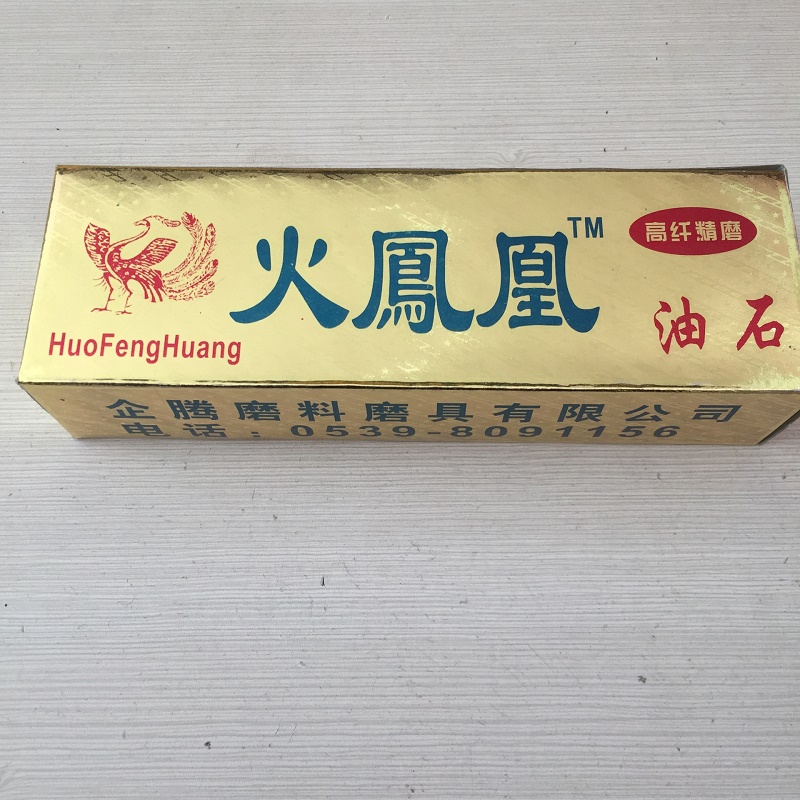 火鳳凰TM
高纤精磨
HuoFengHuang
油石
企腾磨料磨具有限公司
电话：0539-8091156